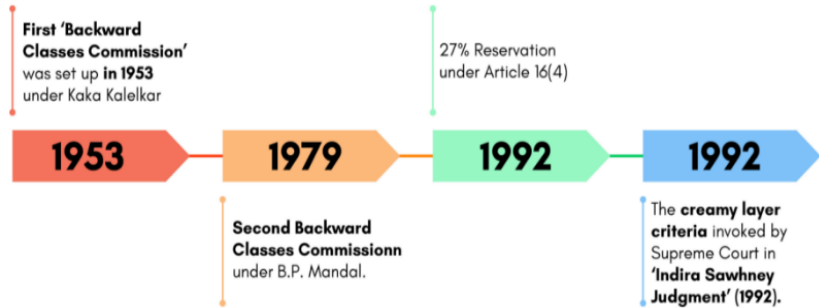 First ‘Backward
Classes Commission’
was set up in 1953
under Kaka Kalelkar
27% Reservation
under Article 16(4)
1953
1979
1992
1992
Second Backward
Classes Commissionn
under B.P. Mandal.
The creamy layer
criteria invoked by
Supreme Court in
‘Indira Sawhney
Judgment’ (1992).